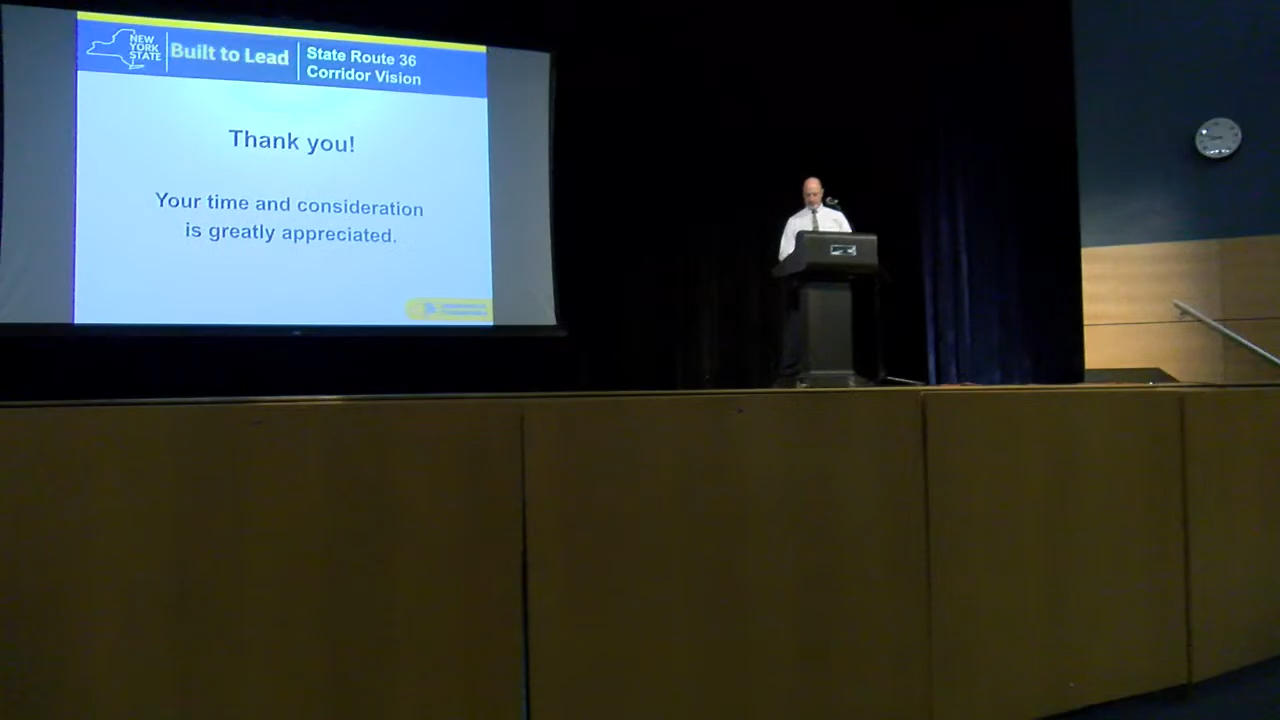 NEW
YORK
STATE
Built to Lead
State Route 36
Corridor Vision
Thank you!
Your time and consideration
is greatly appreciated.